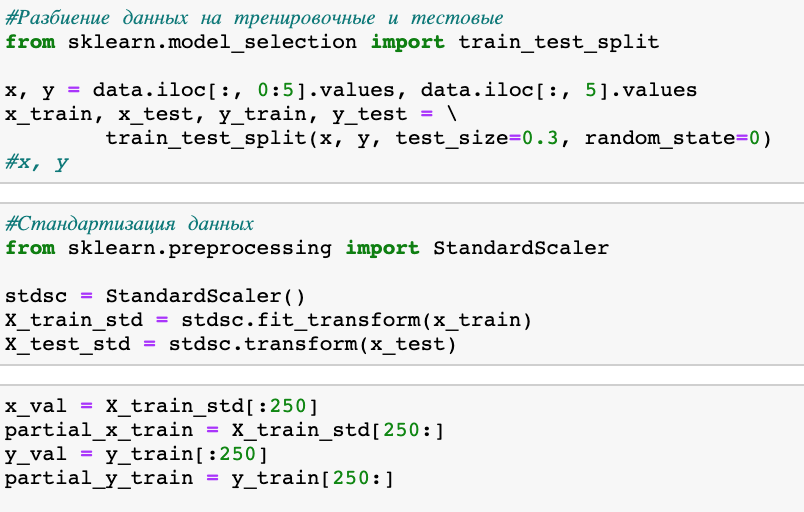 #Разбиение данных на тренировочные и тестовые
from sklearn.model_selection import train_test_split
x, y = data.iloc[:, 0:5].values, data.iloc[:, 5].values
x_train, x_test, y_train, y_test = \
        train_test_split(x, y, test_size=0.3, random_state=0)
#x, y
#Стандартизация данных
from sklearn.preprocessing import StandardScaler
stdsc = StandardScaler()
X_train_std = stdsc.fit_transform(x_train)
X_test_std = stdsc.transform(x_test)
x_val = X_train_std[:250]
partial_x_train = X_train_std[250:]
y_val = y_train[:250]
partial_y_train = y_train[250:]